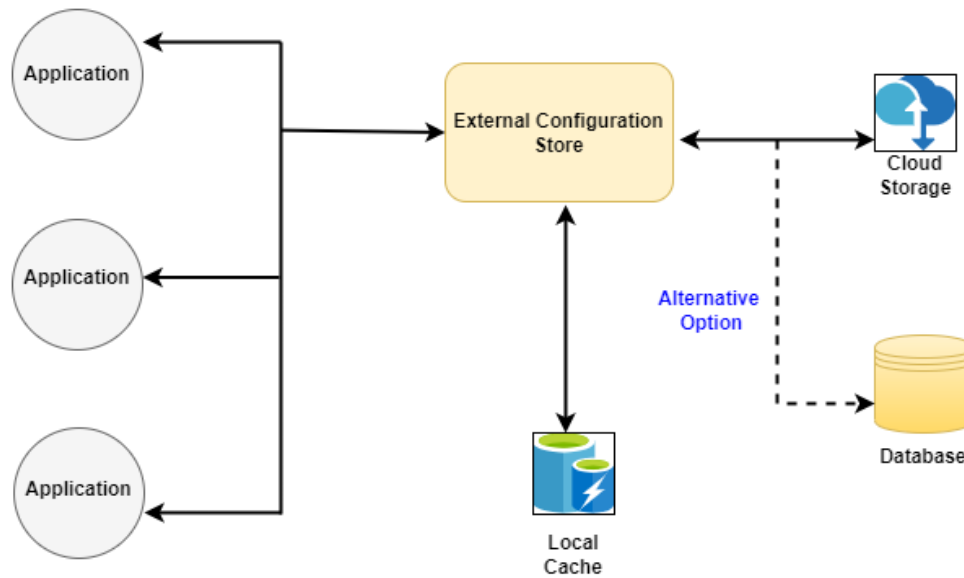 Application
External Configuration
Store
Cloud
Storage
Application
Alternative
Option
Database
Application
Local
Cache